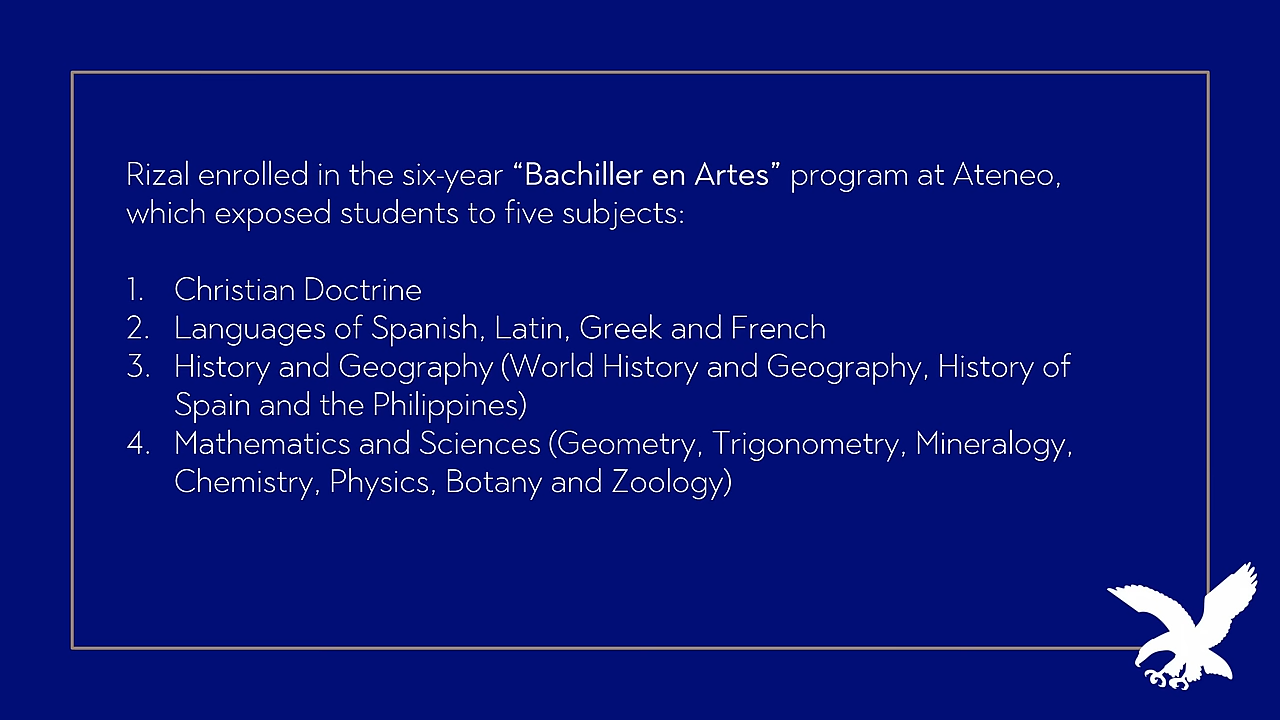 Rizal enrolled in the six-year “Bachiller en Artes” program at Ateneo,
which exposed students to five subjects:
1. Christian Doctrine
2. Languages of Spanish, Latin, Greek and French
3. History and Geography (World History and Geography, History of
Spain and the Philippines)
4. Mathematics and Sciences (Geometry, Trigonometry, Mineralogy,
Chemistry, Physics, Botany and Zoology)